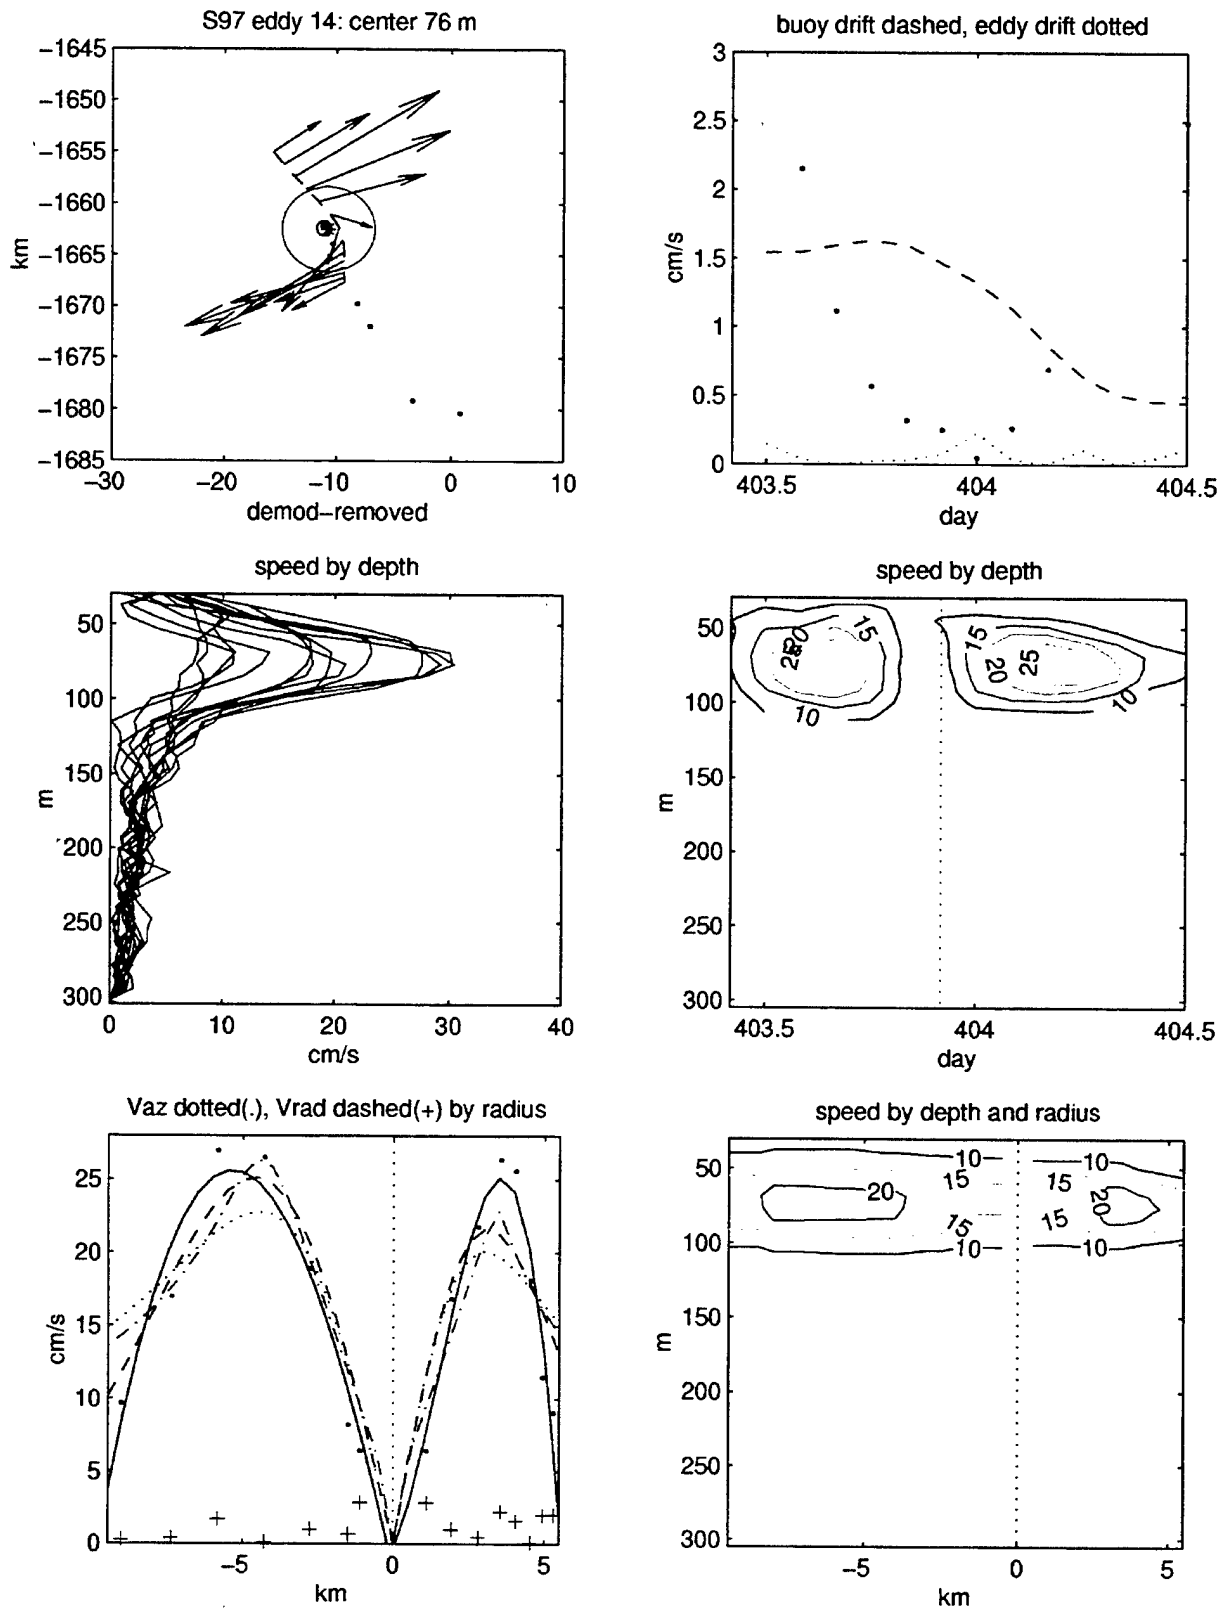 S97 eddy 14: center 76 m
−1645
−1650
−1655
−1660
−1665
−1670
−1675
−1680
−1685
km
−30 −20 −10 0 10
demod−removed
buoy drift dashed, eddy drift dotted
3
2.5
2
1.5
1
0.5
0
cm/s
403.5 404 404.5
day
speed by depth
50
100
150
200
250
300
m
0 10 20 30 40
cm/s
speed by depth
50
100
150
200
250
300
m
20
25
15
10
15
20
25
10
403.5 404 404.5
day
Vaz dotted(.), Vrad dashed(+) by radius
25
20
15
10
5
0
cm/s
−5 0 5
km
speed by depth and radius
50
100
150
200
250
300
m
10 10
15 15
20 20
15 15
10 10
−5 0 5
km